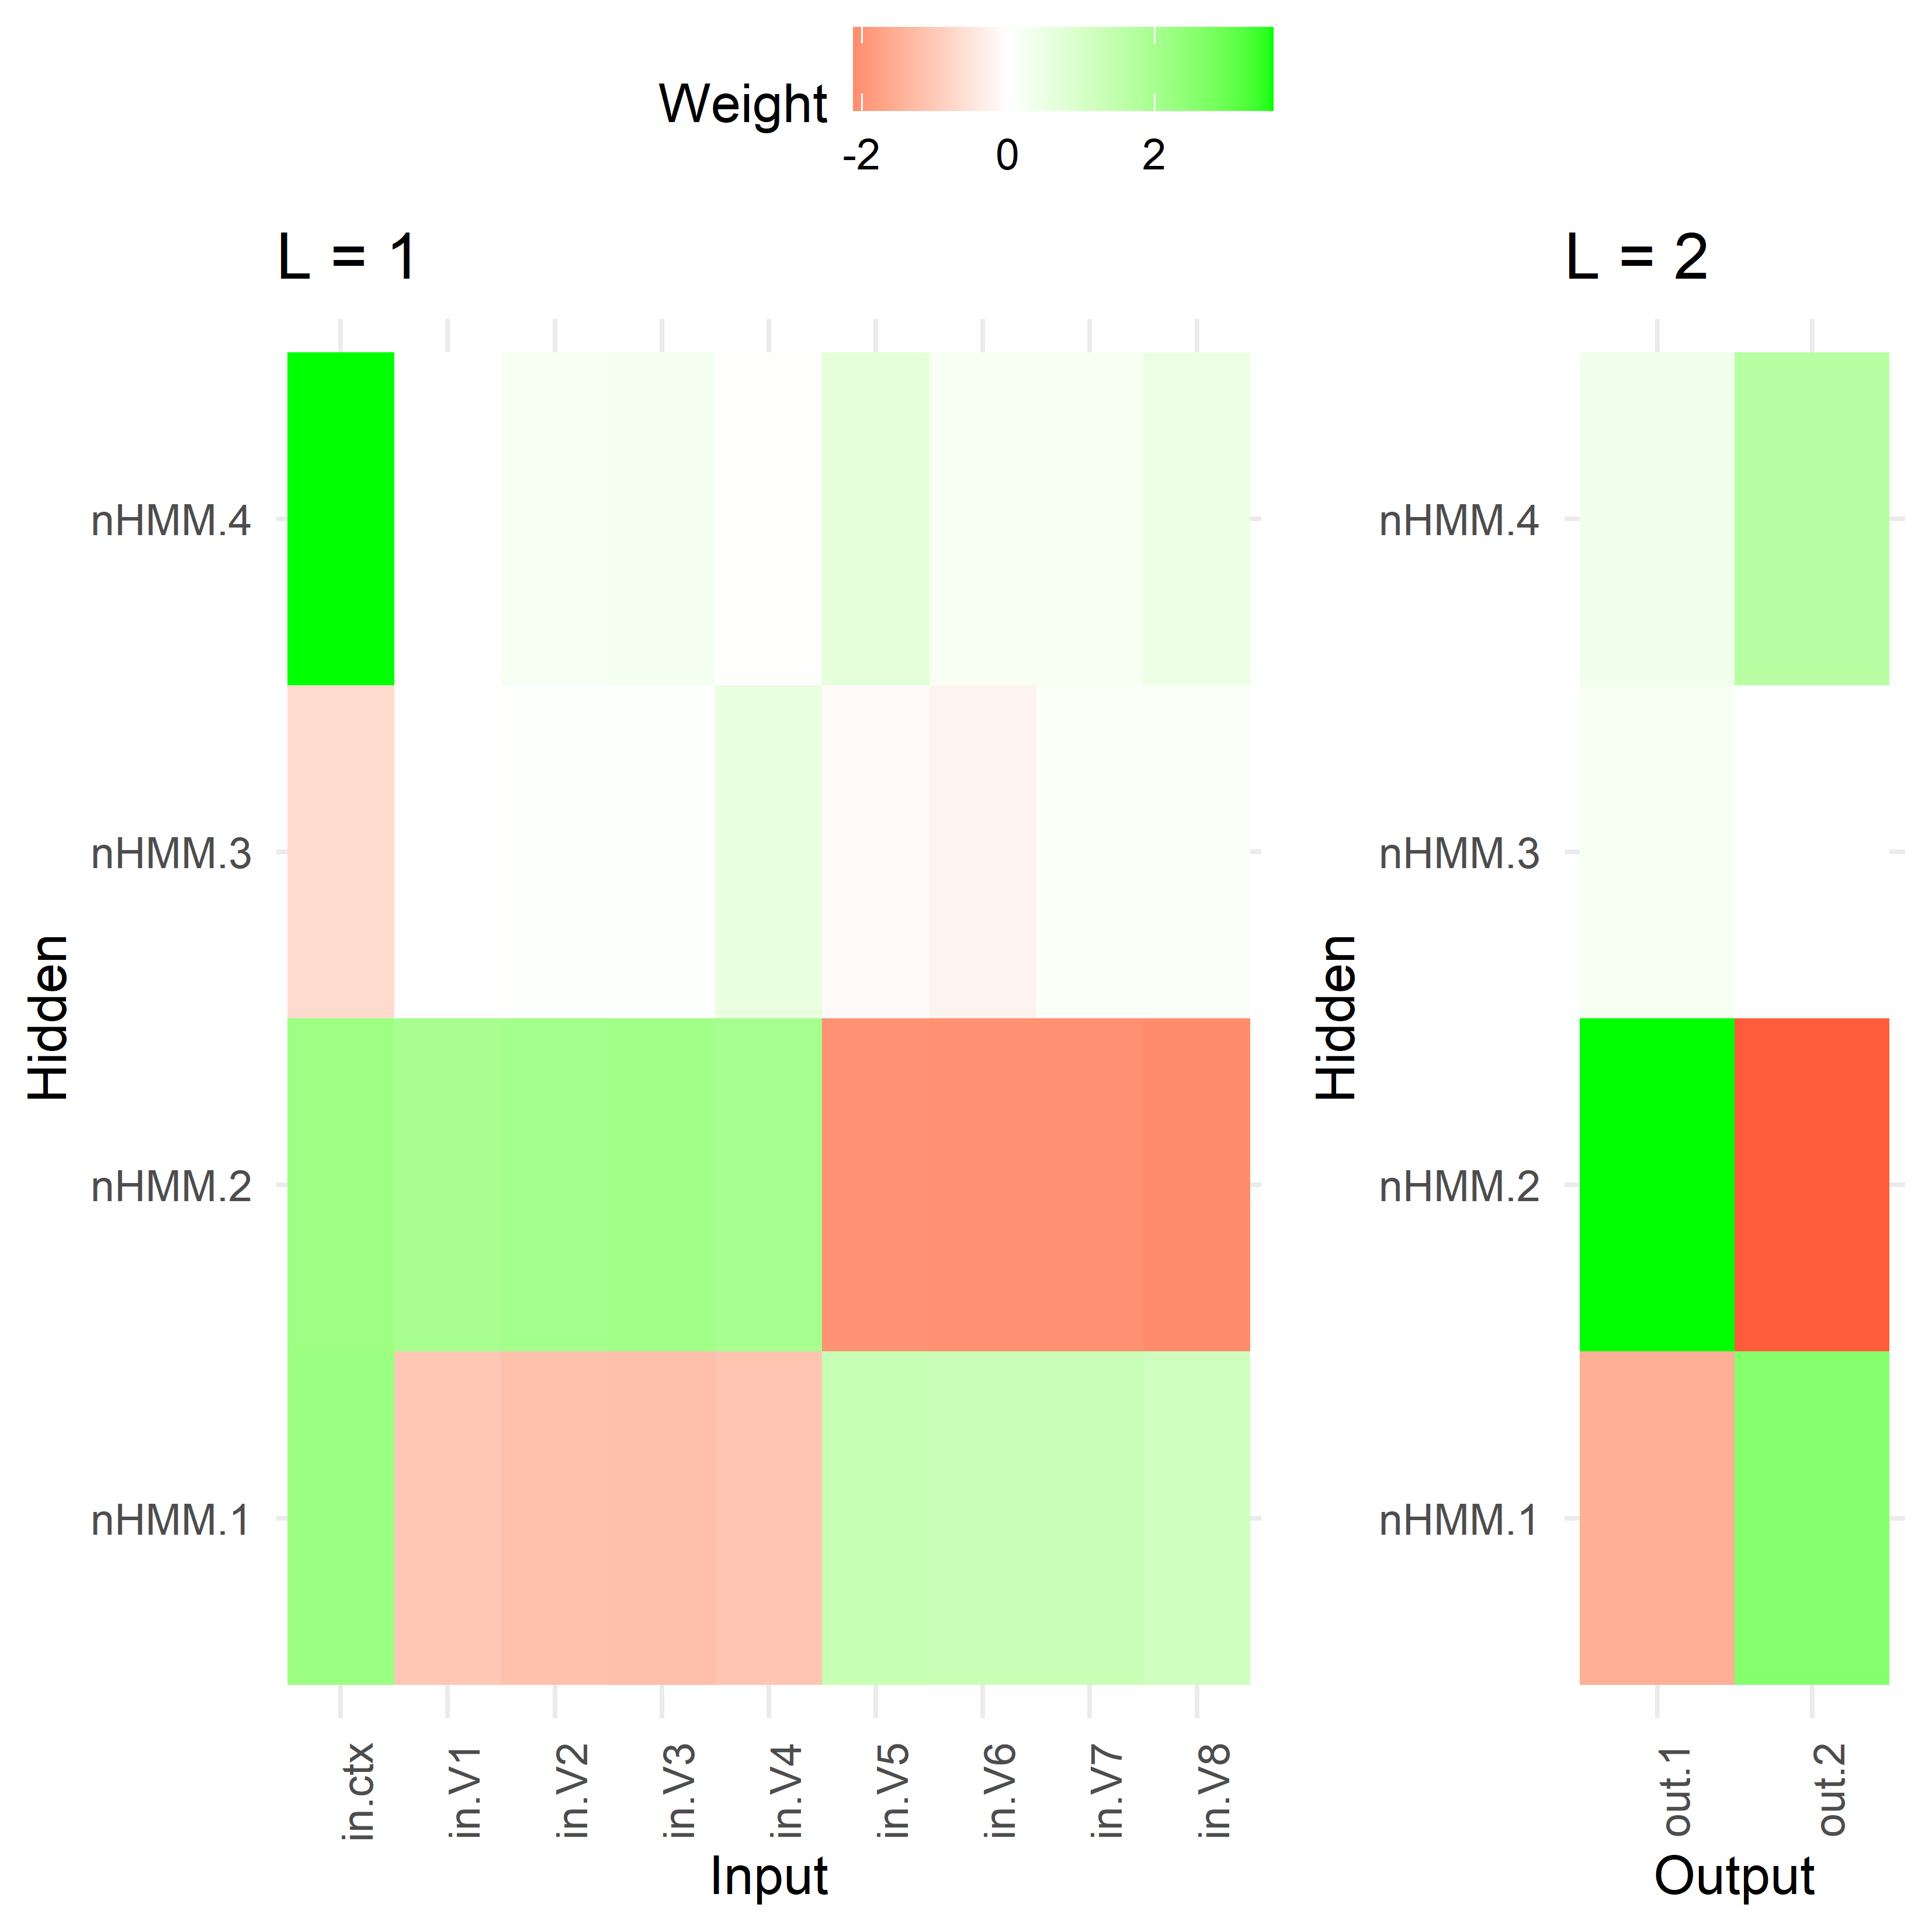 Weight
-2 0 2
L = 1
L = 2
nHMM.4
nHMM.3
nHMM.2
nHMM.1
Hidden
in.ctx
in.V1
in.V2
in.V3
in.V4
in.V5
in.V6
in.V7
in.V8
Input
nHMM.4
nHMM.3
nHMM.2
nHMM.1
Hidden
out.1
out.2
Output